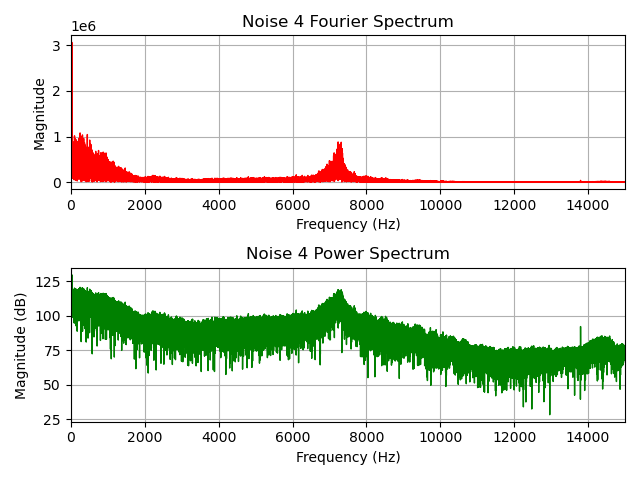 Noise 4 Fourier Spectrum
1e6
3
2
1
0
Magnitude
0 2000 4000 6000 8000 10000 12000 14000
Frequency (Hz)
Noise 4 Power Spectrum
125
100
75
50
25
Magnitude (dB)
0 2000 4000 6000 8000 10000 12000 14000
Frequency (Hz)